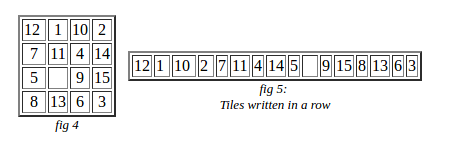 12 1 10 2
7 11 4 14
5 9 15
8 13 6 3
fig 4
12 1 10 2 7 11 4 14 5 9 15 8 13 6 3
fig 5:
Tiles written in a row